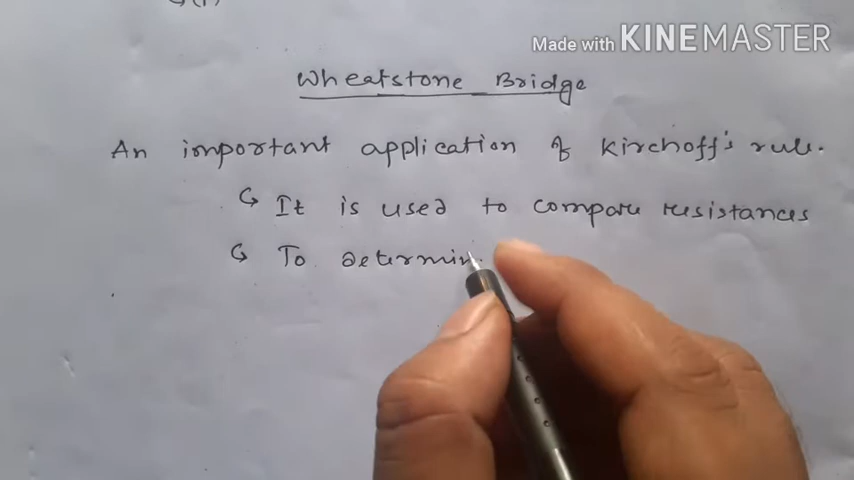 Made with KINEMASTER
Wheatstone Bridge
An important application of Kirchoff's rule.
It is used to compare resistances
To determin